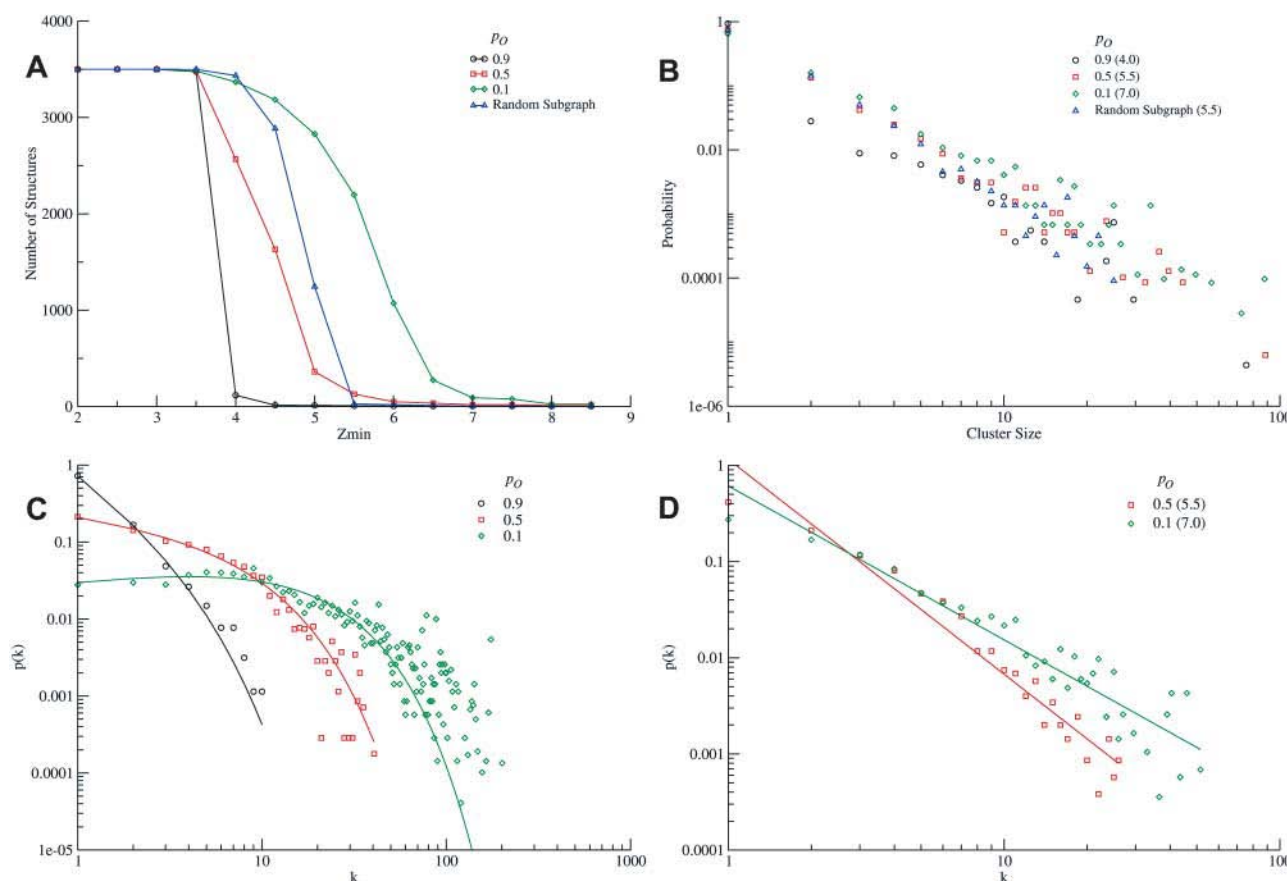 A
4000
3000
2000
1000
0
Number of Structures
2 3 4 5 6 7 8 9
Zmin
p_O
0.9
0.5
0.1
Random Subgraph
B
1
0.01
0.0001
1e-06
Probability
1 10 100
Cluster Size
p_O
0.9 (4.0)
0.5 (5.5)
0.1 (7.0)
Random Subgraph (5.5)
C
1
0.1
0.01
0.001
0.0001
1e-05
p(k)
1 10 100 1000
k
p_O
0.9
0.5
0.1
D
1
0.1
0.01
0.001
0.0001
p(k)
1 10 100
k
p_O
0.5 (5.5)
0.1 (7.0)